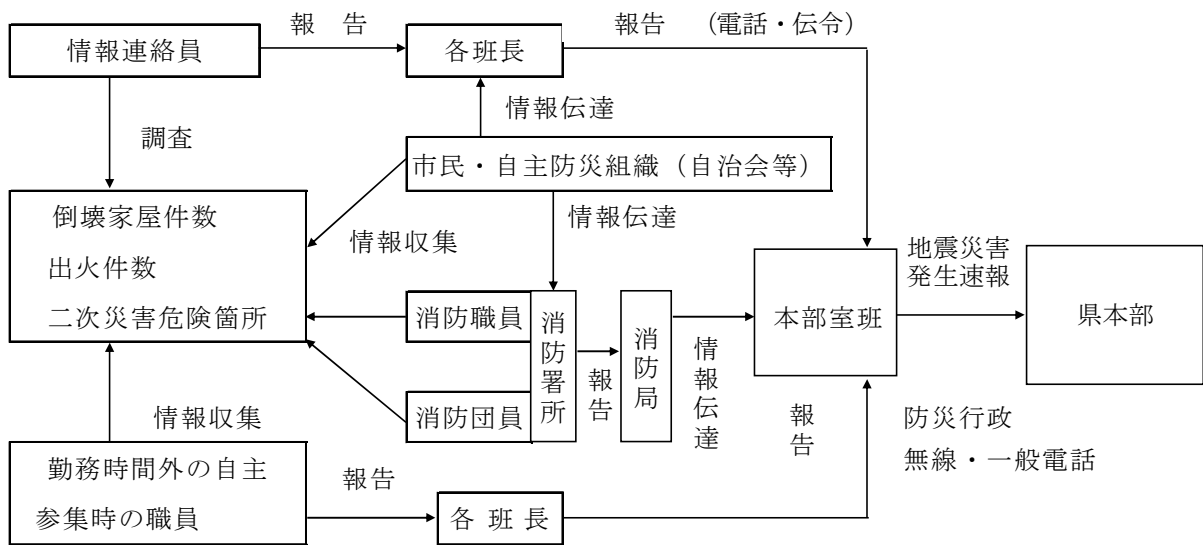 報 告
報告 （電話・伝令）
情報連絡員
各班長
情報伝達
調査
市民・自主防災組織（自治会等）
情報伝達
倒壊家屋件数
出火件数
二次災害危険箇所
情報収集
地震災害
発生速報
消防職員
消防団員
消防署所
報告
消防局
情報伝達
本部室班
県本部
情報収集
報告
防災行政
無線・一般電話
勤務時間外の自主
参集時の職員
報告
各 班 長